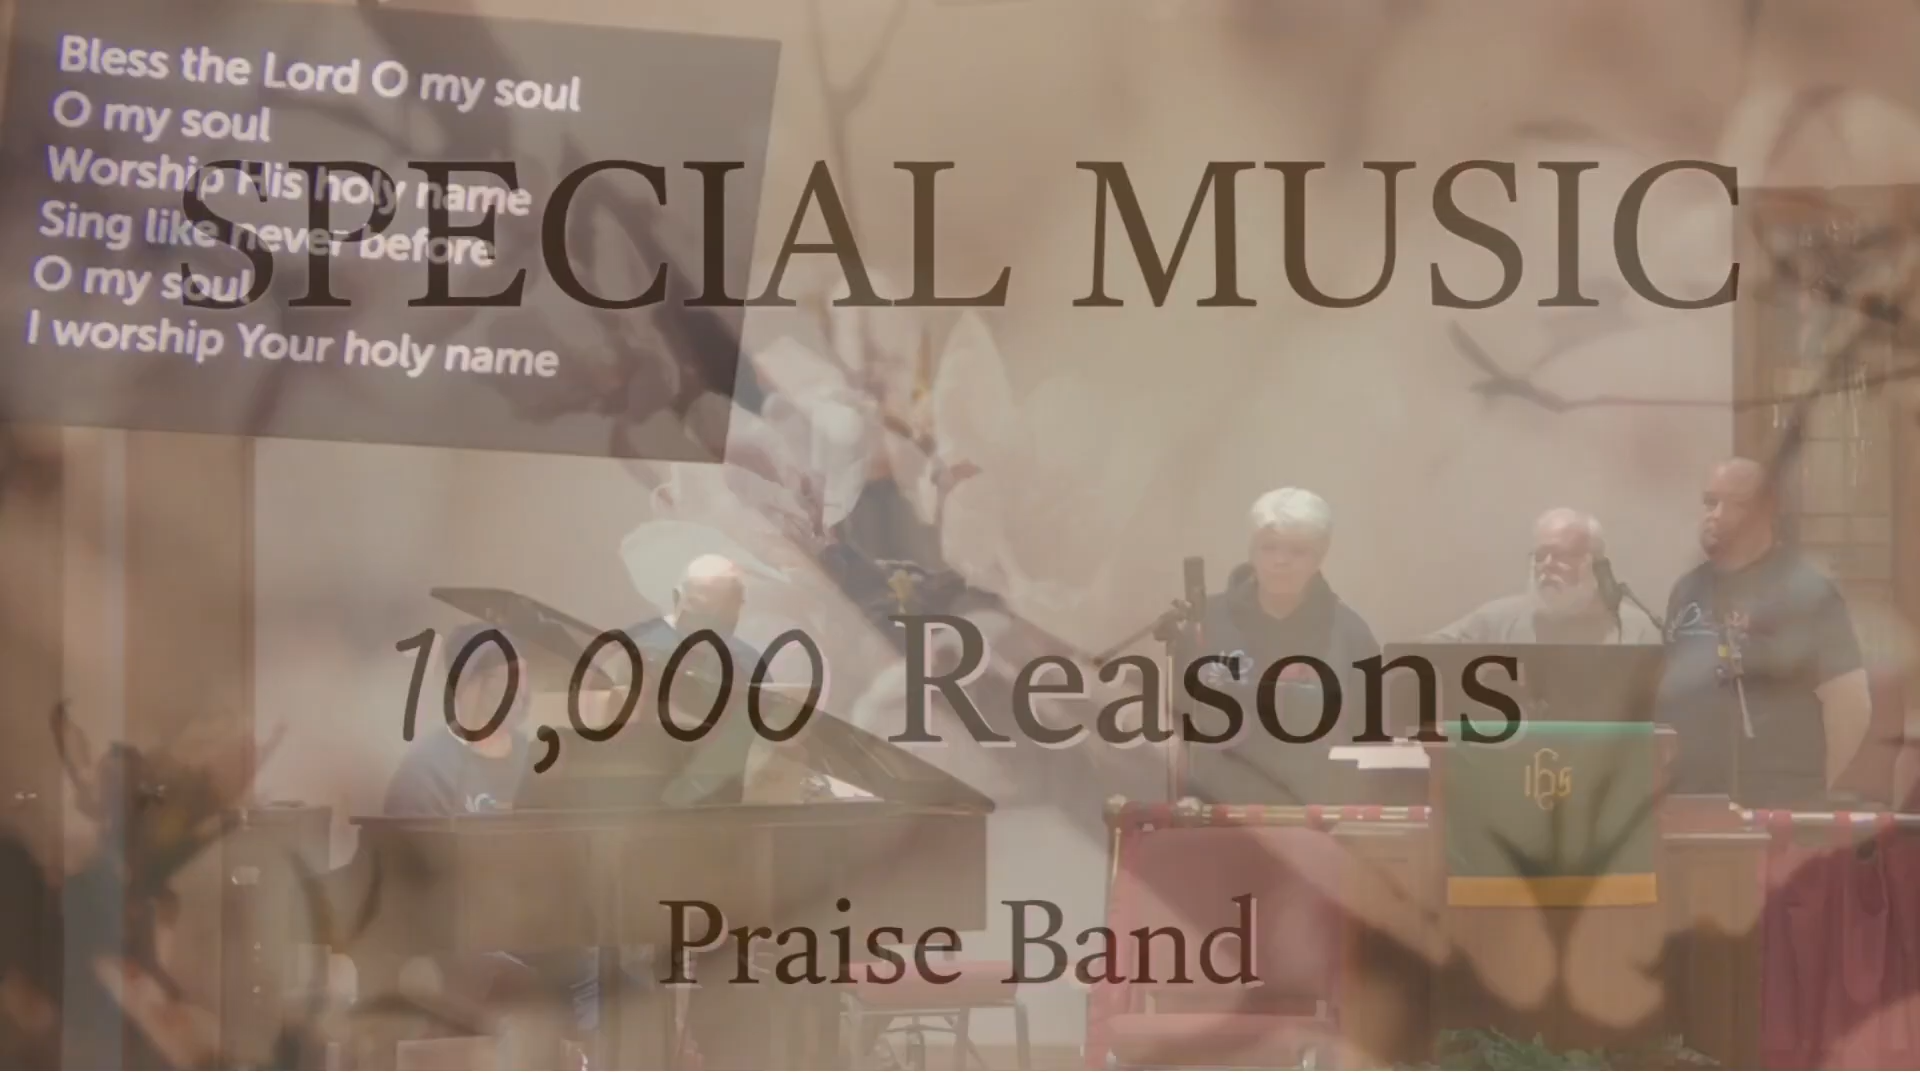 Bless the Lord O my soul
O my soul
Worship His holy name
Sing like never before
O my soul
I worship Your holy name
SPECIAL MUSIC
10,000 Reasons
Praise Band
ihs